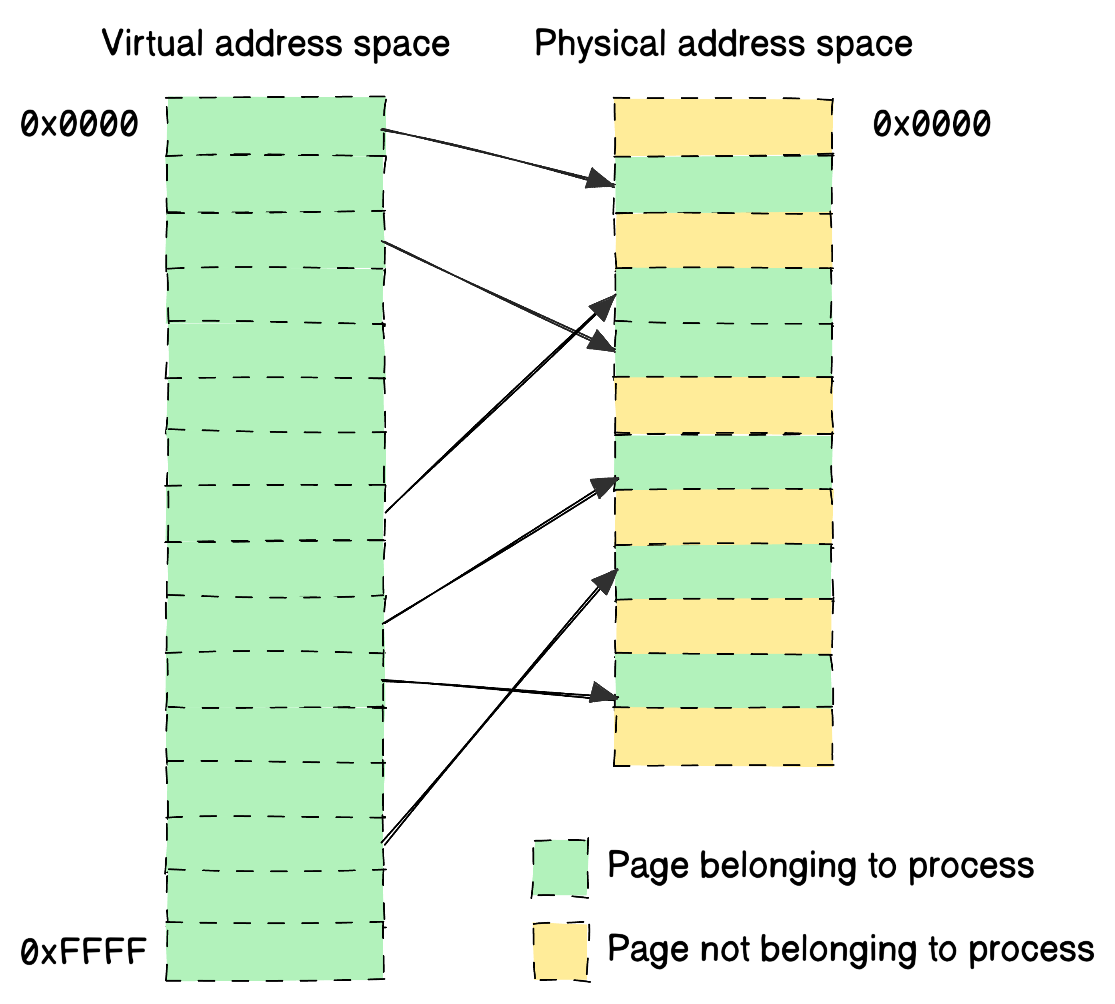 Virtual address space
Physical address space
0x0000
0x0000
0xFFFF
Page belonging to process
Page not belonging to process